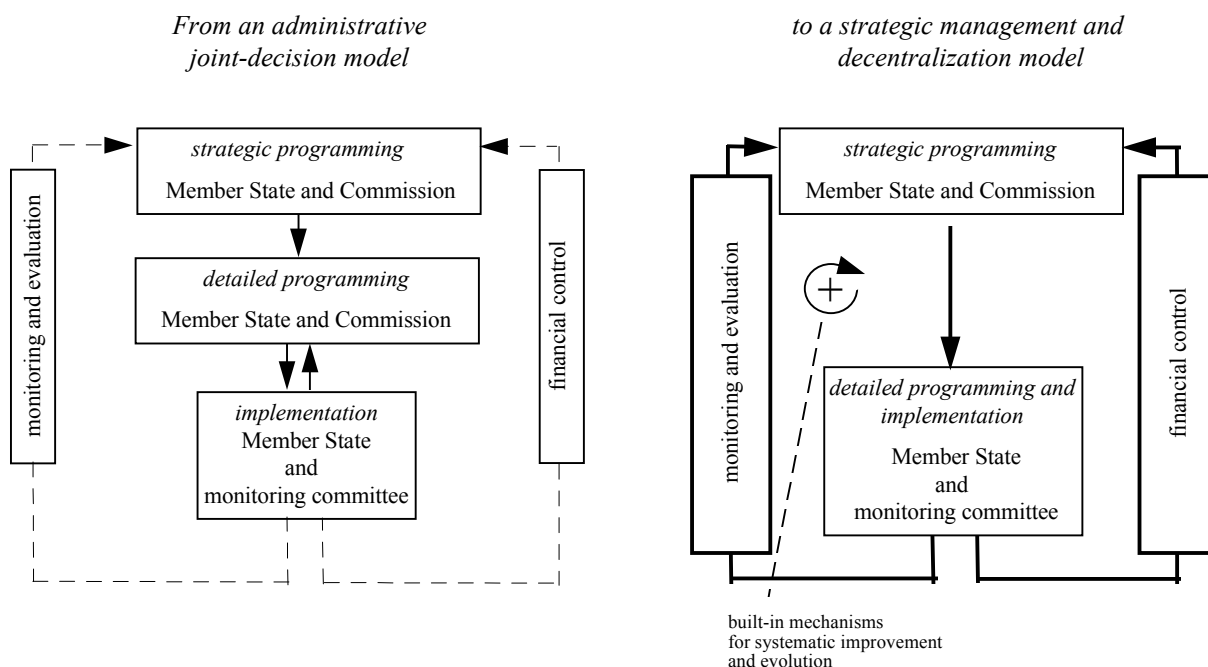 From an administrative
joint-decision model
strategic programming
Member State and Commission
monitoring and evaluation
financial control
detailed programming
Member State and Commission
implementation
Member State
and
monitoring committee
to a strategic management and
decentralization model
strategic programming
Member State and Commission
monitoring and evaluation
financial control
+
detailed programming and
implementation
Member State
and
monitoring committee
built-in mechanisms
for systematic improvement
and evolution